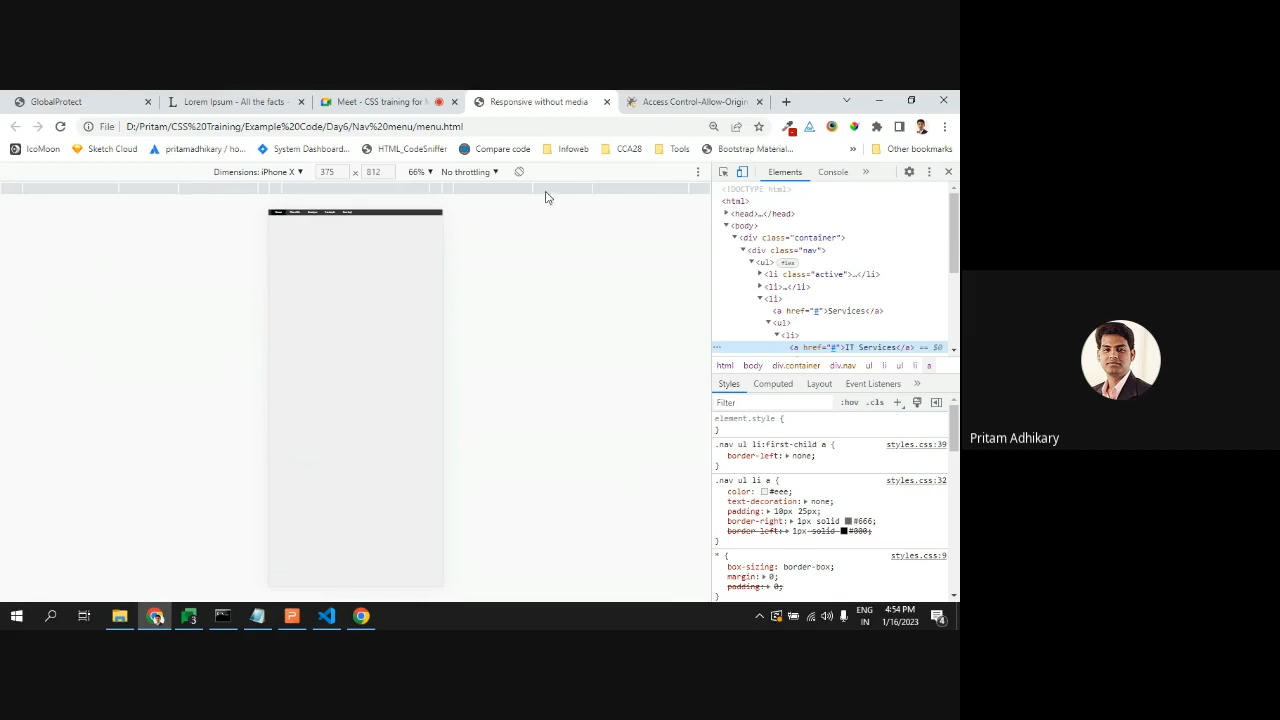 GlobalProtect
Lorem Ipsum - All the facts -
Meet - CSS training for M
Responsive without media
Access Control-Allow-Origin
File D:/Pritam/CSS%20Training/Example%20Code/Day6/Nav%20menu/menu.html
IcoMoon Sketch Cloud pritamadhikary / ho... System Dashboard... HTML_CodeSniffer Compare code Infoweb CCA28 Tools Bootstrap Material... » Other bookmarks
Dimensions: iPhone X ▼ 375 x 812 66% ▼ No throttling ▼
Elements Console »
<!DOCTYPE html>
<html>
<head>…</head>
<body>
<div class="container">
<div class="nav">
<ul> flex
<li class="active">…</li>
<li>…</li>
<li>
<a href="#">Services</a>
<ul>
<li>
<a href="#">IT Services</a> == $0
html body div.container div.nav ul li ul li a
Styles Computed Layout Event Listeners »
Filter :hov .cls +
element.style {
}
.nav ul li:first-child a { styles.css:39
border-left: none;
}
.nav ul li a { styles.css:32
color: #eee;
text-decoration: none;
padding: 10px 25px;
border-right: 1px solid #666;
border-left: 1px solid #000;
}
* { styles.css:9
box-sizing: border-box;
margin: 0;
padding: 0;
}
Pritam Adhikary
ENG
IN
4:54 PM
1/16/2023
4
3